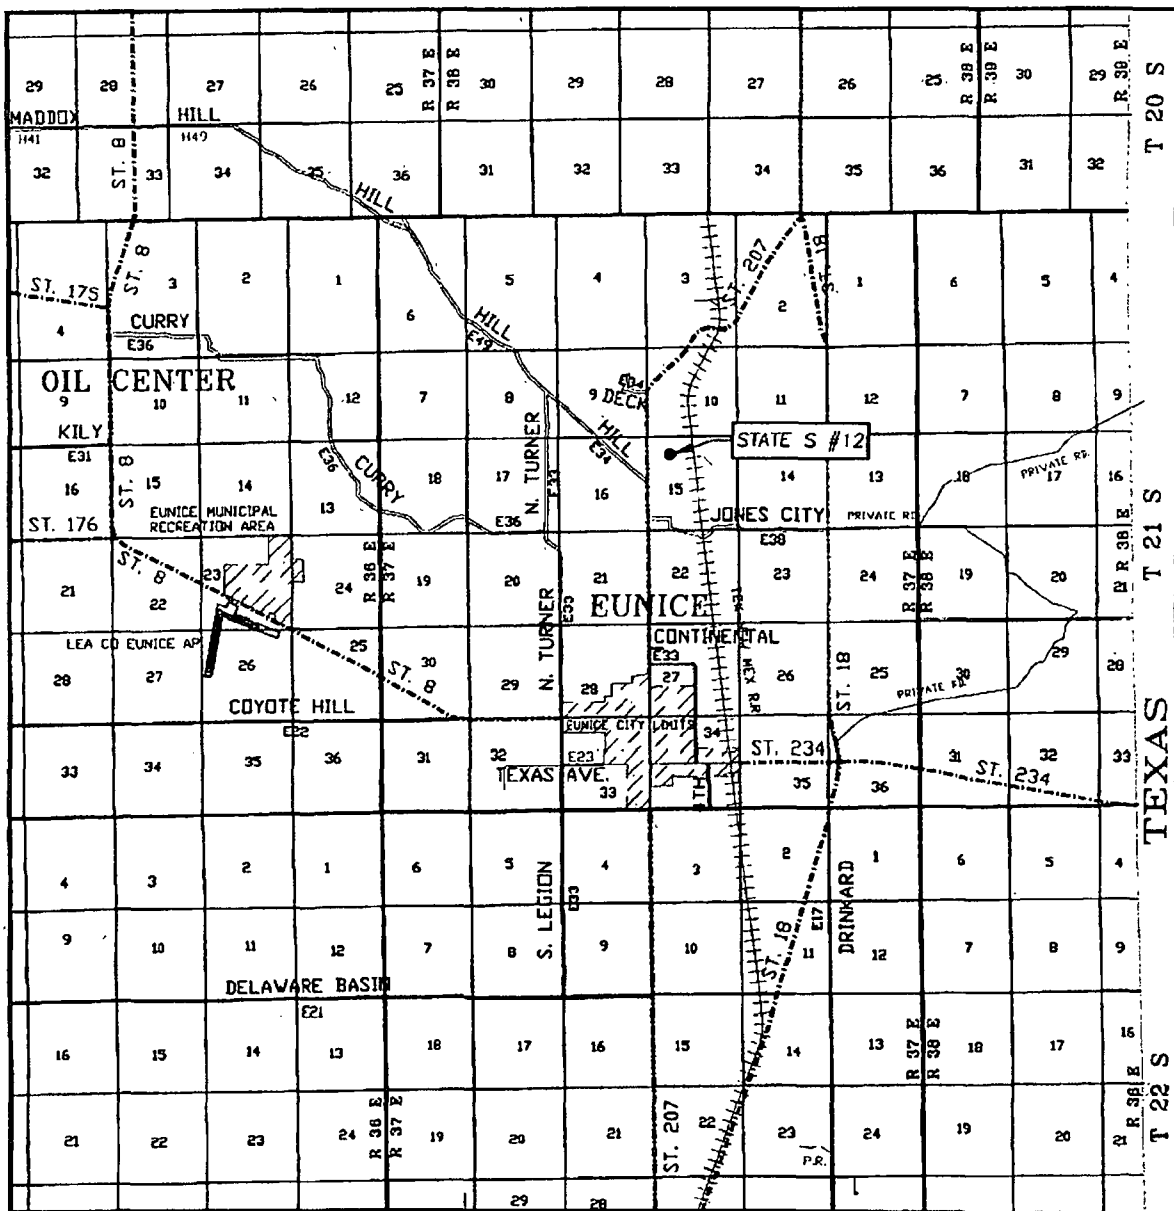 29 28 27 26 25 R 37 E R 38 E 30 29 28 27 26 25 R 38 E R 39 E 30 29 R 39 E
T 20 S
MADDOX HILL
H41 H49
32 ST. 8 33 34 35 36 31 32 33 34 35 36 31 32
HILL
ST. 8 3 2 1 5 4 3 ST. 207 ST. 18 1 6 5 4
ST. 175
2
4 CURRY 6 HILL
E36 E49
OIL CENTER
9 10 11 12 7 8 9 DECK 10 11 12 7 8 9
KILY N. TURNER HILL STATE S #12
E31 E34
16 ST. 8 15 14 13 E36 CURRY 18 17 E33 16 15 14 13 18 17 16
PRIVATE RD.
T 21 S
ST. 176 EUNICE MUNICIPAL
RECREATION AREA E36 JONES CITY PRIVATE RD
E38
ST. 8
21 22 23 24 R 36 E R 37 E 19 20 21 22 23 24 R 37 E R 38 E 19 20 21 R 38 E
N. TURNER E33 EUNICE
LEA CO EUNICE AP CONTINENTAL
E33
28 27 26 25 30 29 28 27 26 25 30 29 28
ST. 8 TEX. N. MEX R.R. ST. 18 PRIVATE RD.
COYOTE HILL
E22 EUNICE CITY LIMITS
33 34 35 36 31 32 E23 34 ST. 234 31 32 33
TEXAS AVE. ST. 234
33 35 36
TEXAS
4 3 2 1 6 5 4 3 2 1 6 5 4
S. LEGION E33 DRINKARD E17
9 10 11 12 7 8 9 10 ST. 18 11 12 7 8 9
DELAWARE BASIN
E21
16 15 14 13 18 17 16 15 14 13 R 37 E R 38 E 18 17 16
T 22 S
21 22 23 24 R 36 E R 37 E 19 20 21 ST. 207 22 23 24 19 20 21 R 38 E
P.R.
29 28